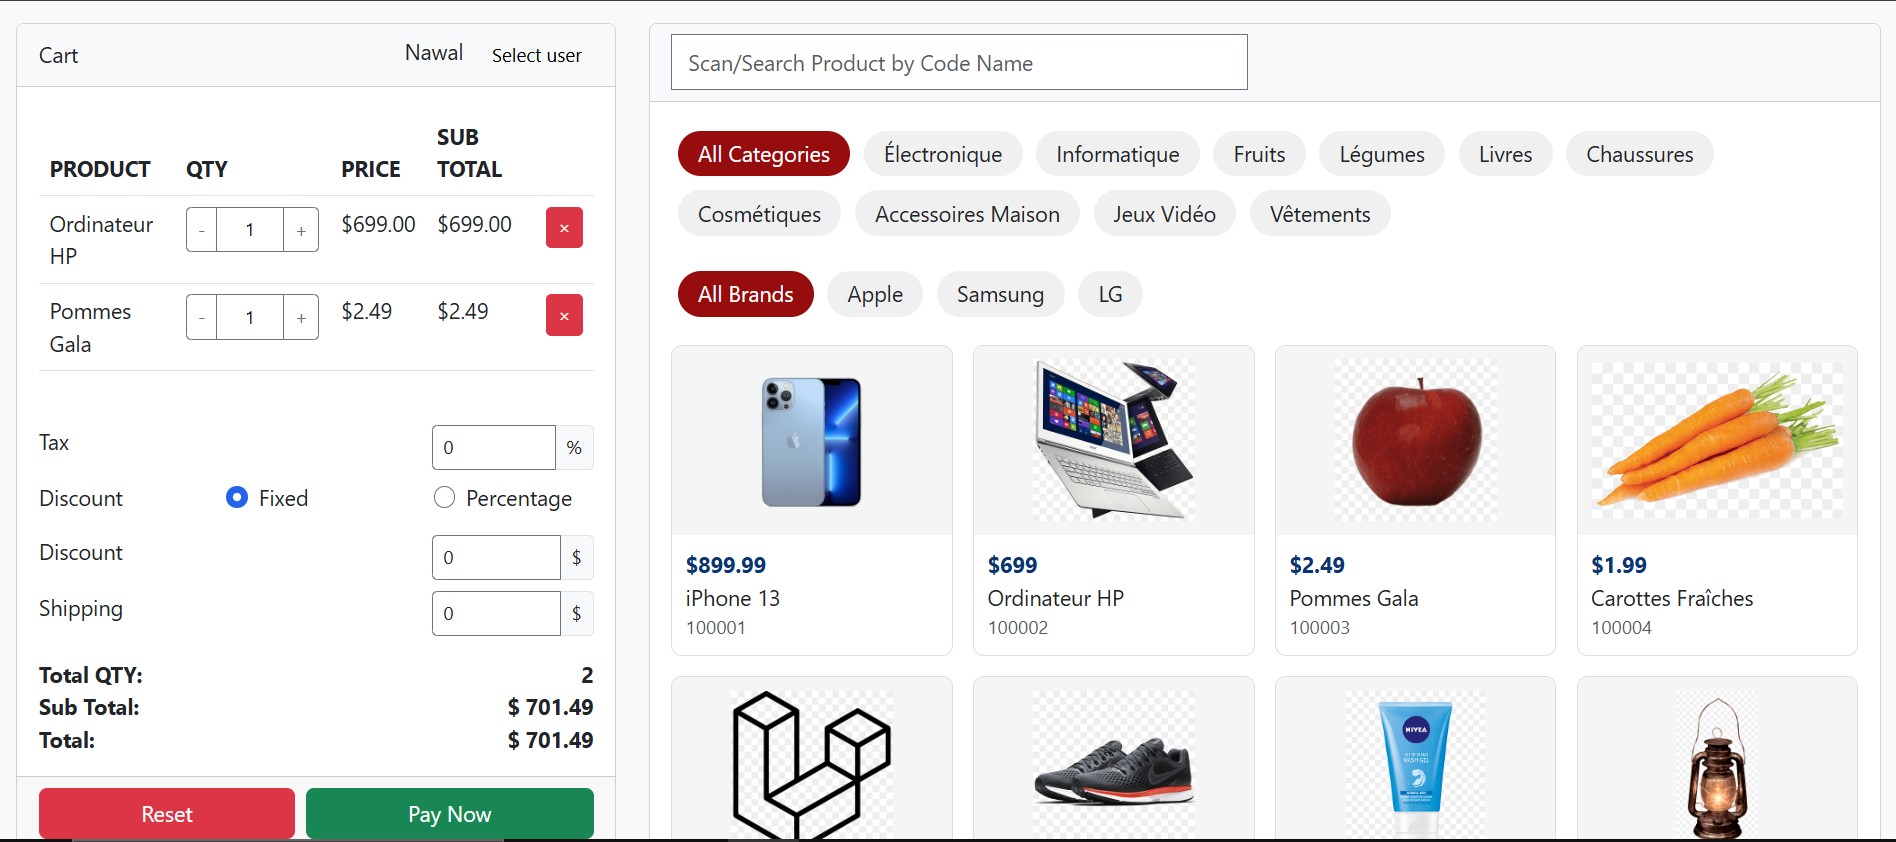 Cart
Nawal
Select user
PRODUCT QTY PRICE SUB TOTAL
Ordinateur HP - 1 + $699.00 $699.00 ×
Pommes Gala - 1 + $2.49 $2.49 ×
Tax 0 %
Discount Fixed Percentage
Discount 0 $
Shipping 0 $
Total QTY: 2
Sub Total: $ 701.49
Total: $ 701.49
Reset Pay Now
Scan/Search Product by Code Name
All Categories Électronique Informatique Fruits Légumes Livres Chaussures
Cosmétiques Accessoires Maison Jeux Vidéo Vêtements
All Brands Apple Samsung LG
$899.99
iPhone 13
100001
$699
Ordinateur HP
100002
$2.49
Pommes Gala
100003
$1.99
Carottes Fraîches
100004
NIVEA
WASH GEL